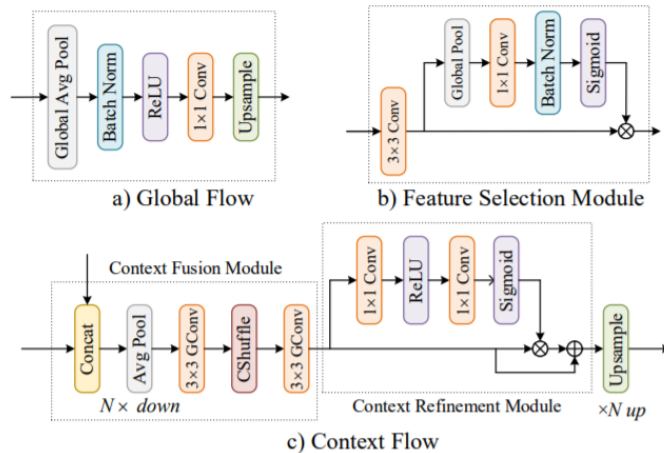 Global Avg Pool
Batch Norm
ReLU
1×1 Conv
Upsample
a) Global Flow
3×3 Conv
Global Pool
1×1 Conv
Batch Norm
Sigmoid
b) Feature Selection Module
Context Fusion Module
Concat
Avg Pool
3×3 GConv
CShuffle
3×3 GConv
N × down
1×1 Conv
ReLU
1×1 Conv
Sigmoid
Context Refinement Module
Upsample
×N up
c) Context Flow